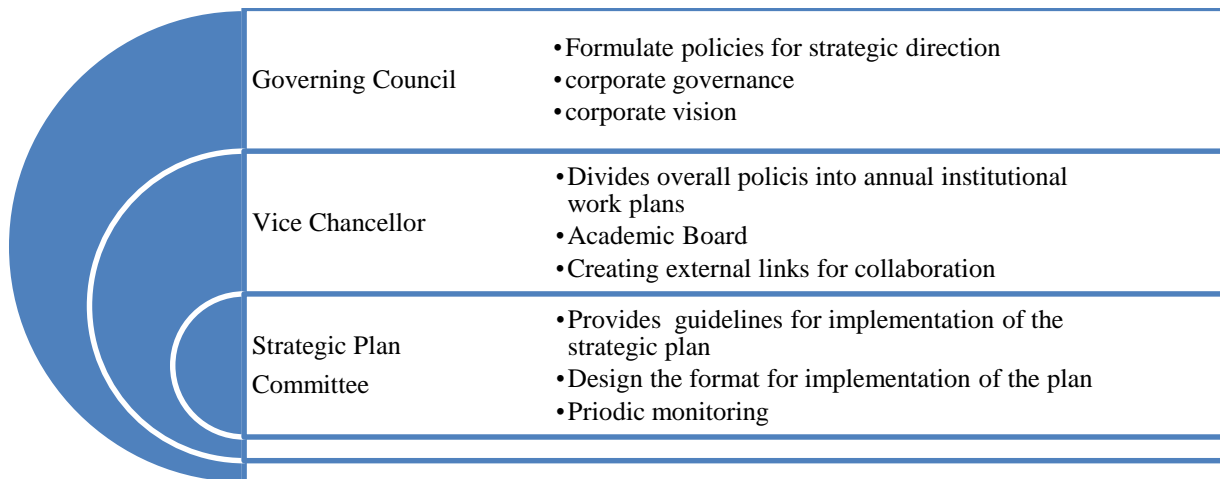 Governing Council
•Formulate policies for strategic direction
•corporate governance
•corporate vision
Vice Chancellor
•Divides overall policis into annual institutional
work plans
•Academic Board
•Creating external links for collaboration
Strategic Plan
Committee
•Provides guidelines for implementation of the
strategic plan
•Design the format for implementation of the plan
•Priodic monitoring